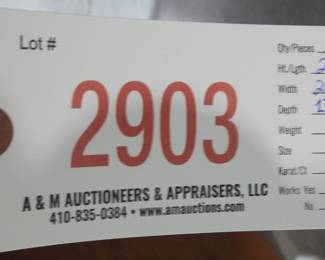 Lot #
2903
A & M AUCTIONEERS & APPRAISERS, LLC
410-835-0384 • www.amauctions.com
Qty/Pieces
Ht./Lgth.
Width
Depth
Weight
Size
Karat/Ct
Works: Yes
No